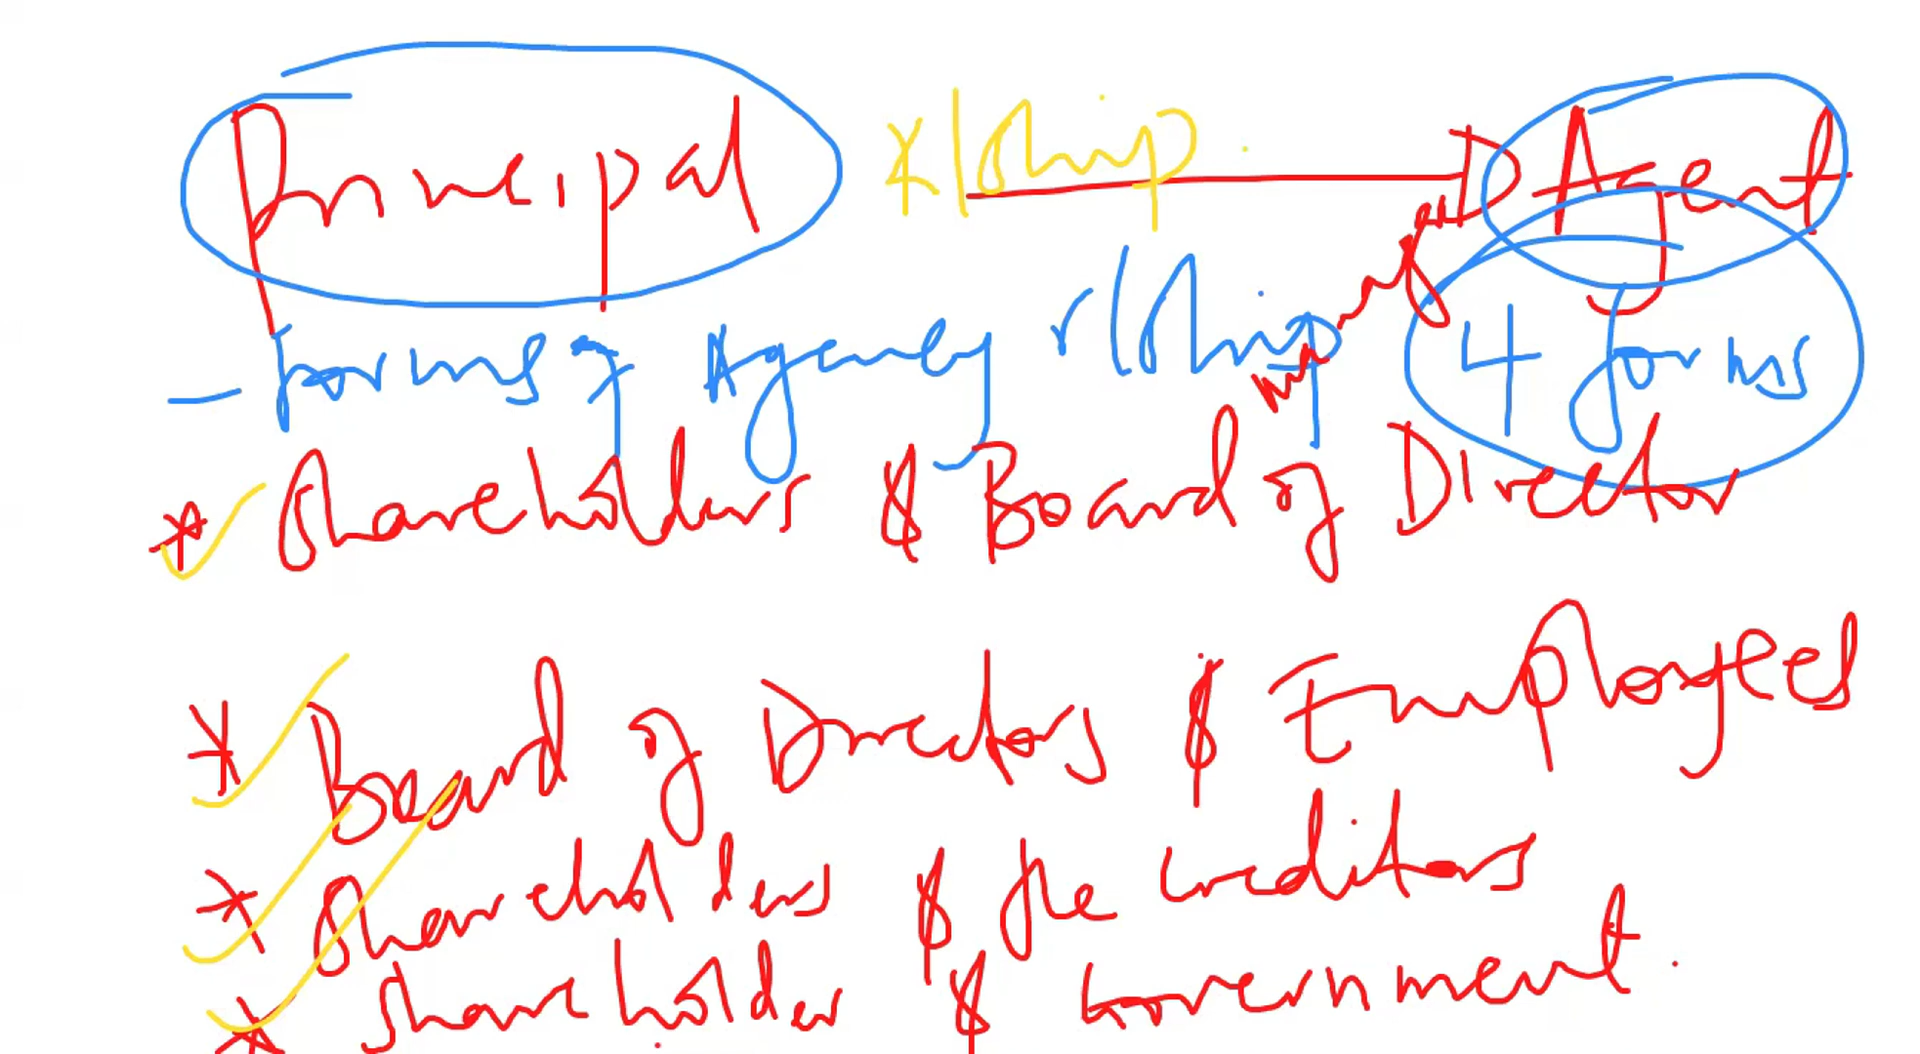 Principal * r/ship Agent
- forms of Agency r/ship 4 forms
* Shareholders & Board of Director
* Board of Directors & Employees
* Shareholders & the creditors
* Shareholder & Government.